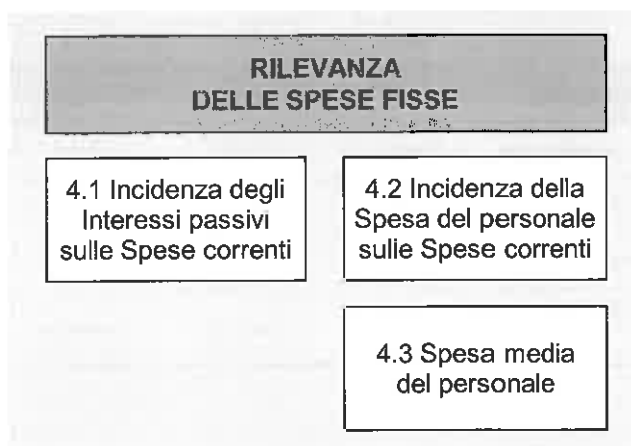 RILEVANZA
DELLE SPESE FISSE
4.1 Incidenza degli
Interessi passivi
sulle Spese correnti
4.2 Incidenza della
Spesa del personale
sulle Spese correnti
4.3 Spesa media
del personale